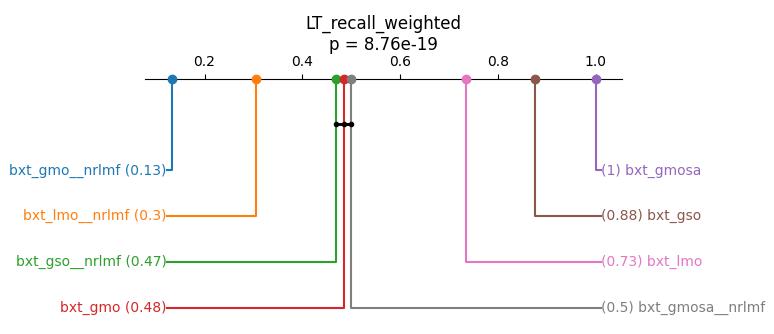 LT_recall_weighted
p = 8.76e-19
0.2 0.4 0.6 0.8 1.0
bxt_gmo__nrlmf (0.13) (1) bxt_gmosa
bxt_lmo__nrlmf (0.3) (0.88) bxt_gso
bxt_gso__nrlmf (0.47) (0.73) bxt_lmo
bxt_gmo (0.48) (0.5) bxt_gmosa__nrlmf